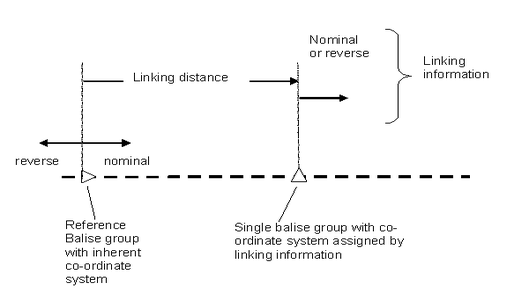 Nominal
or reverse
Linking
information
Linking distance
reverse
nominal
Reference
Balise group
with inherent
co-ordinate
system
Single balise group with co-
ordinate system assigned by
linking information